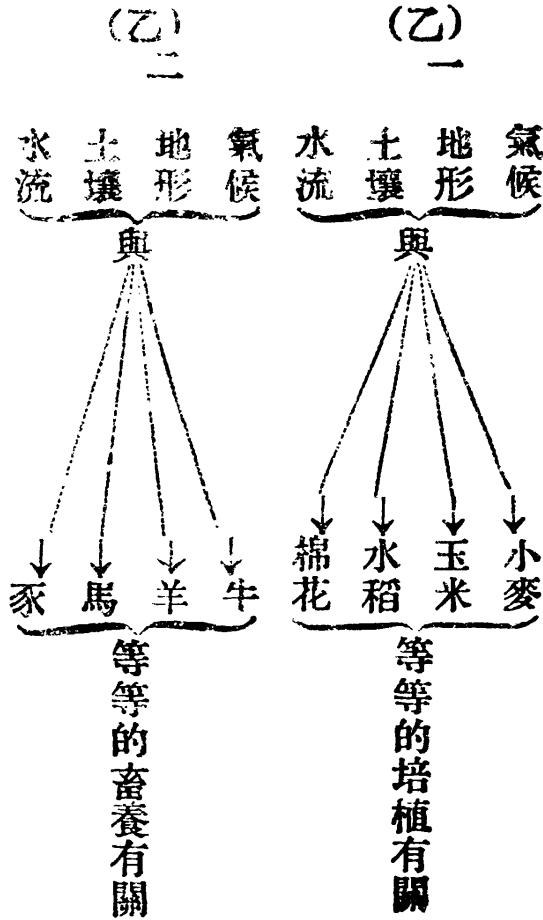 (乙)一
氣候
地形
土壤
水流
與
小麥
玉米
水稻
綿花
等等的培植有關
(乙)二
氣候
地形
土壤
水流
與
牛
羊
馬
豕
等等的畜養有關